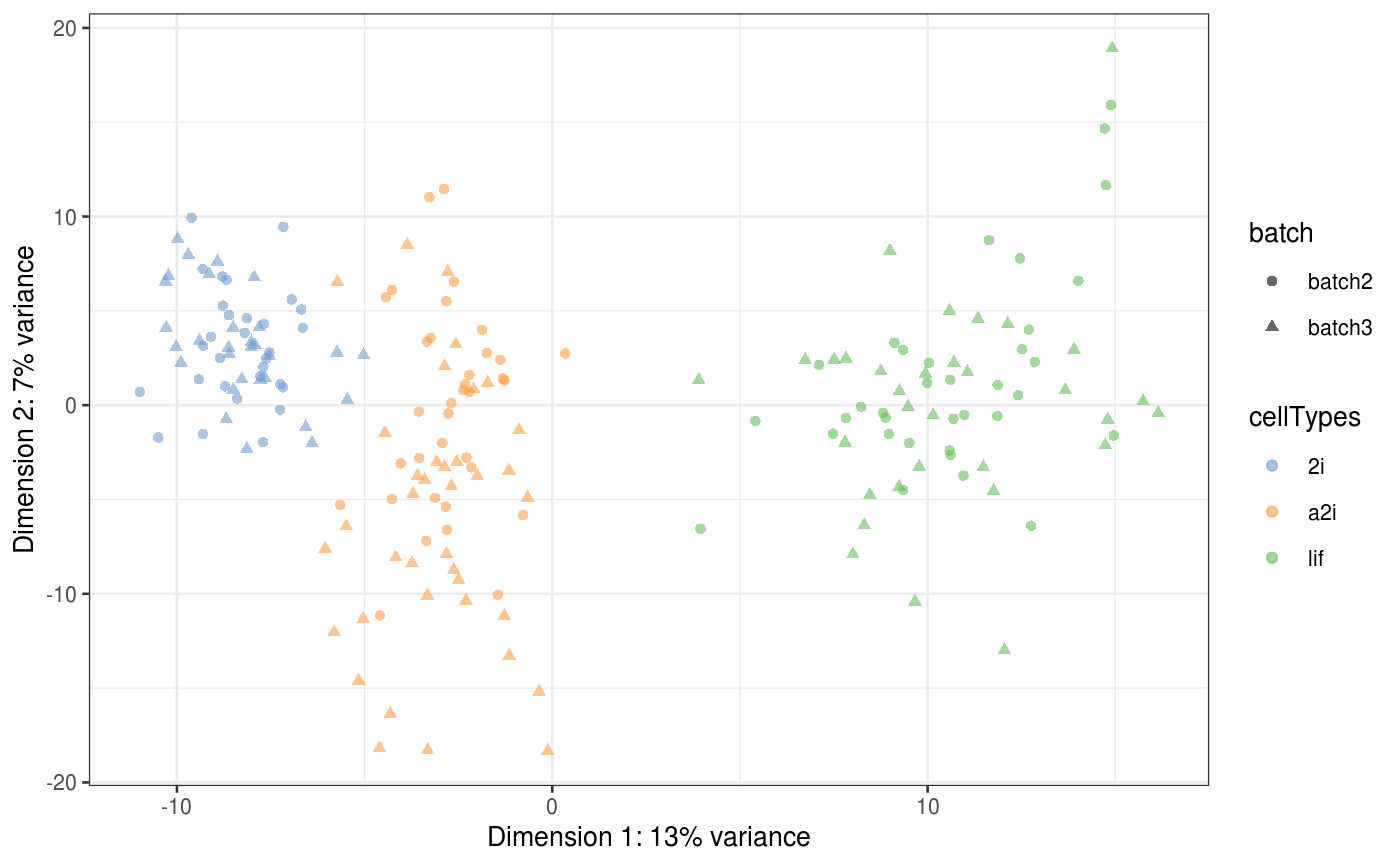 20
10
0
-10
-20
-10
0
10
Dimension 1: 13% variance
Dimension 2: 7% variance
batch
batch2
batch3
cellTypes
2i
a2i
lif